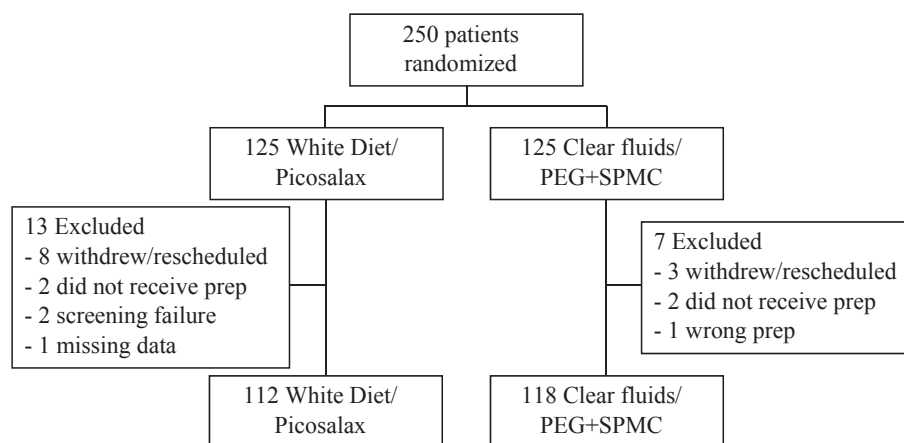 250 patients
randomized
125 White Diet/
Picosalax
125 Clear fluids/
PEG+SPMC
13 Excluded
- 8 withdrew/rescheduled
- 2 did not receive prep
- 2 screening failure
- 1 missing data
7 Excluded
- 3 withdrew/rescheduled
- 2 did not receive prep
- 1 wrong prep
112 White Diet/
Picosalax
118 Clear fluids/
PEG+SPMC